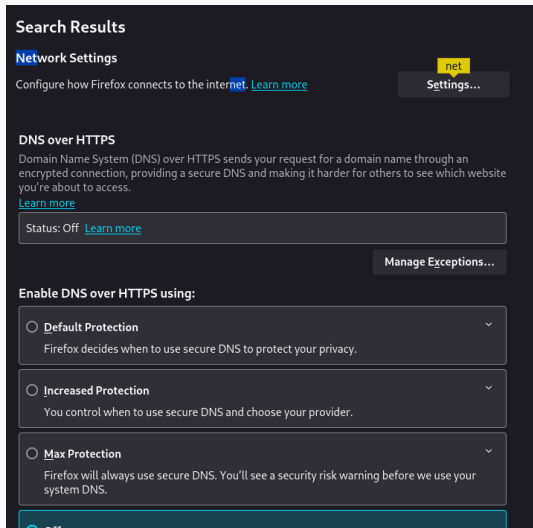 Search Results
Network Settings
net
Configure how Firefox connects to the internet. Learn more
Settings...
DNS over HTTPS
Domain Name System (DNS) over HTTPS sends your request for a domain name through an
encrypted connection, providing a secure DNS and making it harder for others to see which website
you're about to access.
Learn more
Status: Off Learn more
Manage Exceptions...
Enable DNS over HTTPS using:
Default Protection
Firefox decides when to use secure DNS to protect your privacy.
Increased Protection
You control when to use secure DNS and choose your provider.
Max Protection
Firefox will always use secure DNS. You'll see a security risk warning before we use your
system DNS.